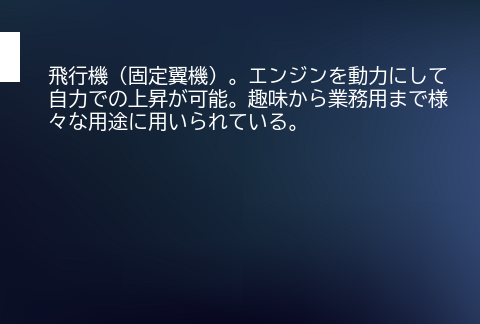 飛行機（固定翼機）。エンジンを動力にして
自力での上昇が可能。趣味から業務用まで様
々な用途に用いられている。